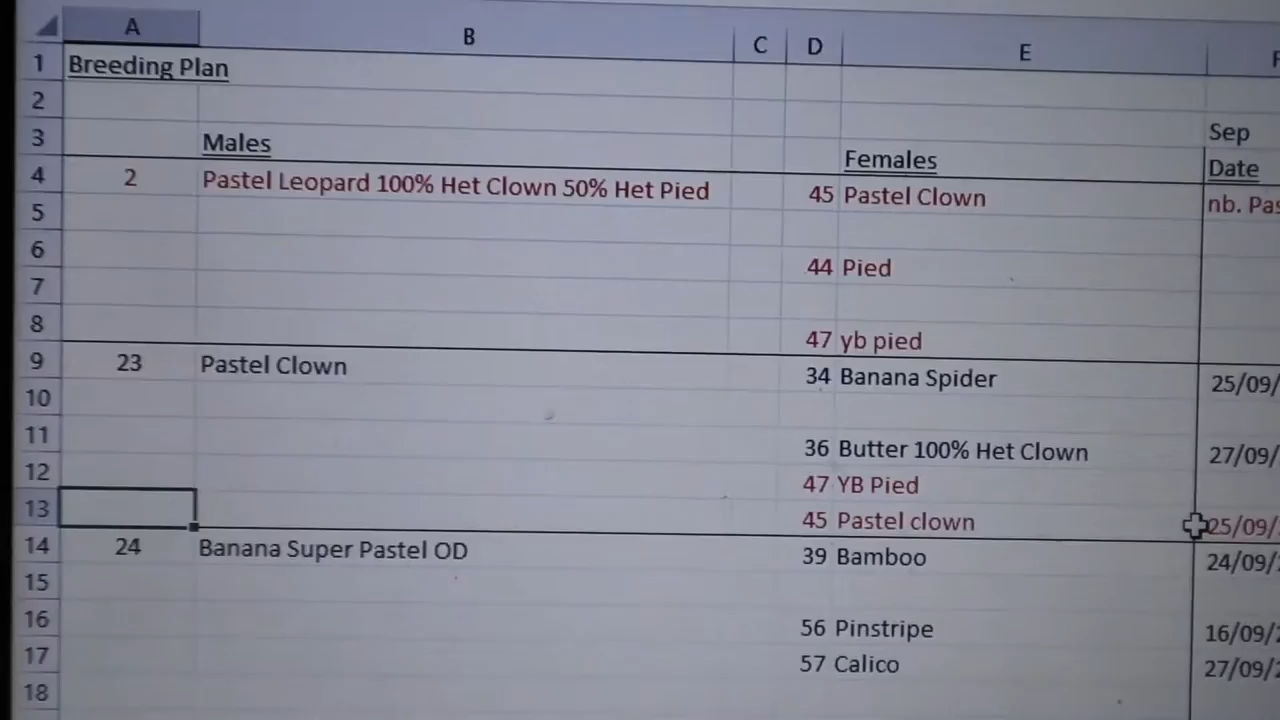 A B C D E
1 Breeding Plan
2
3 Males Females Sep
4 2 Pastel Leopard 100% Het Clown 50% Het Pied 45 Pastel Clown Date
5 nb.
6 44 Pied
7
8 47 yb pied
9 23 Pastel Clown 34 Banana Spider 25/09/
10
11 36 Butter 100% Het Clown 27/09/
12 47 YB Pied
13 45 Pastel clown 25/09/
14 24 Banana Super Pastel OD 39 Bamboo 24/09/
15
16 56 Pinstripe 16/09/
17 57 Calico 27/09/
18